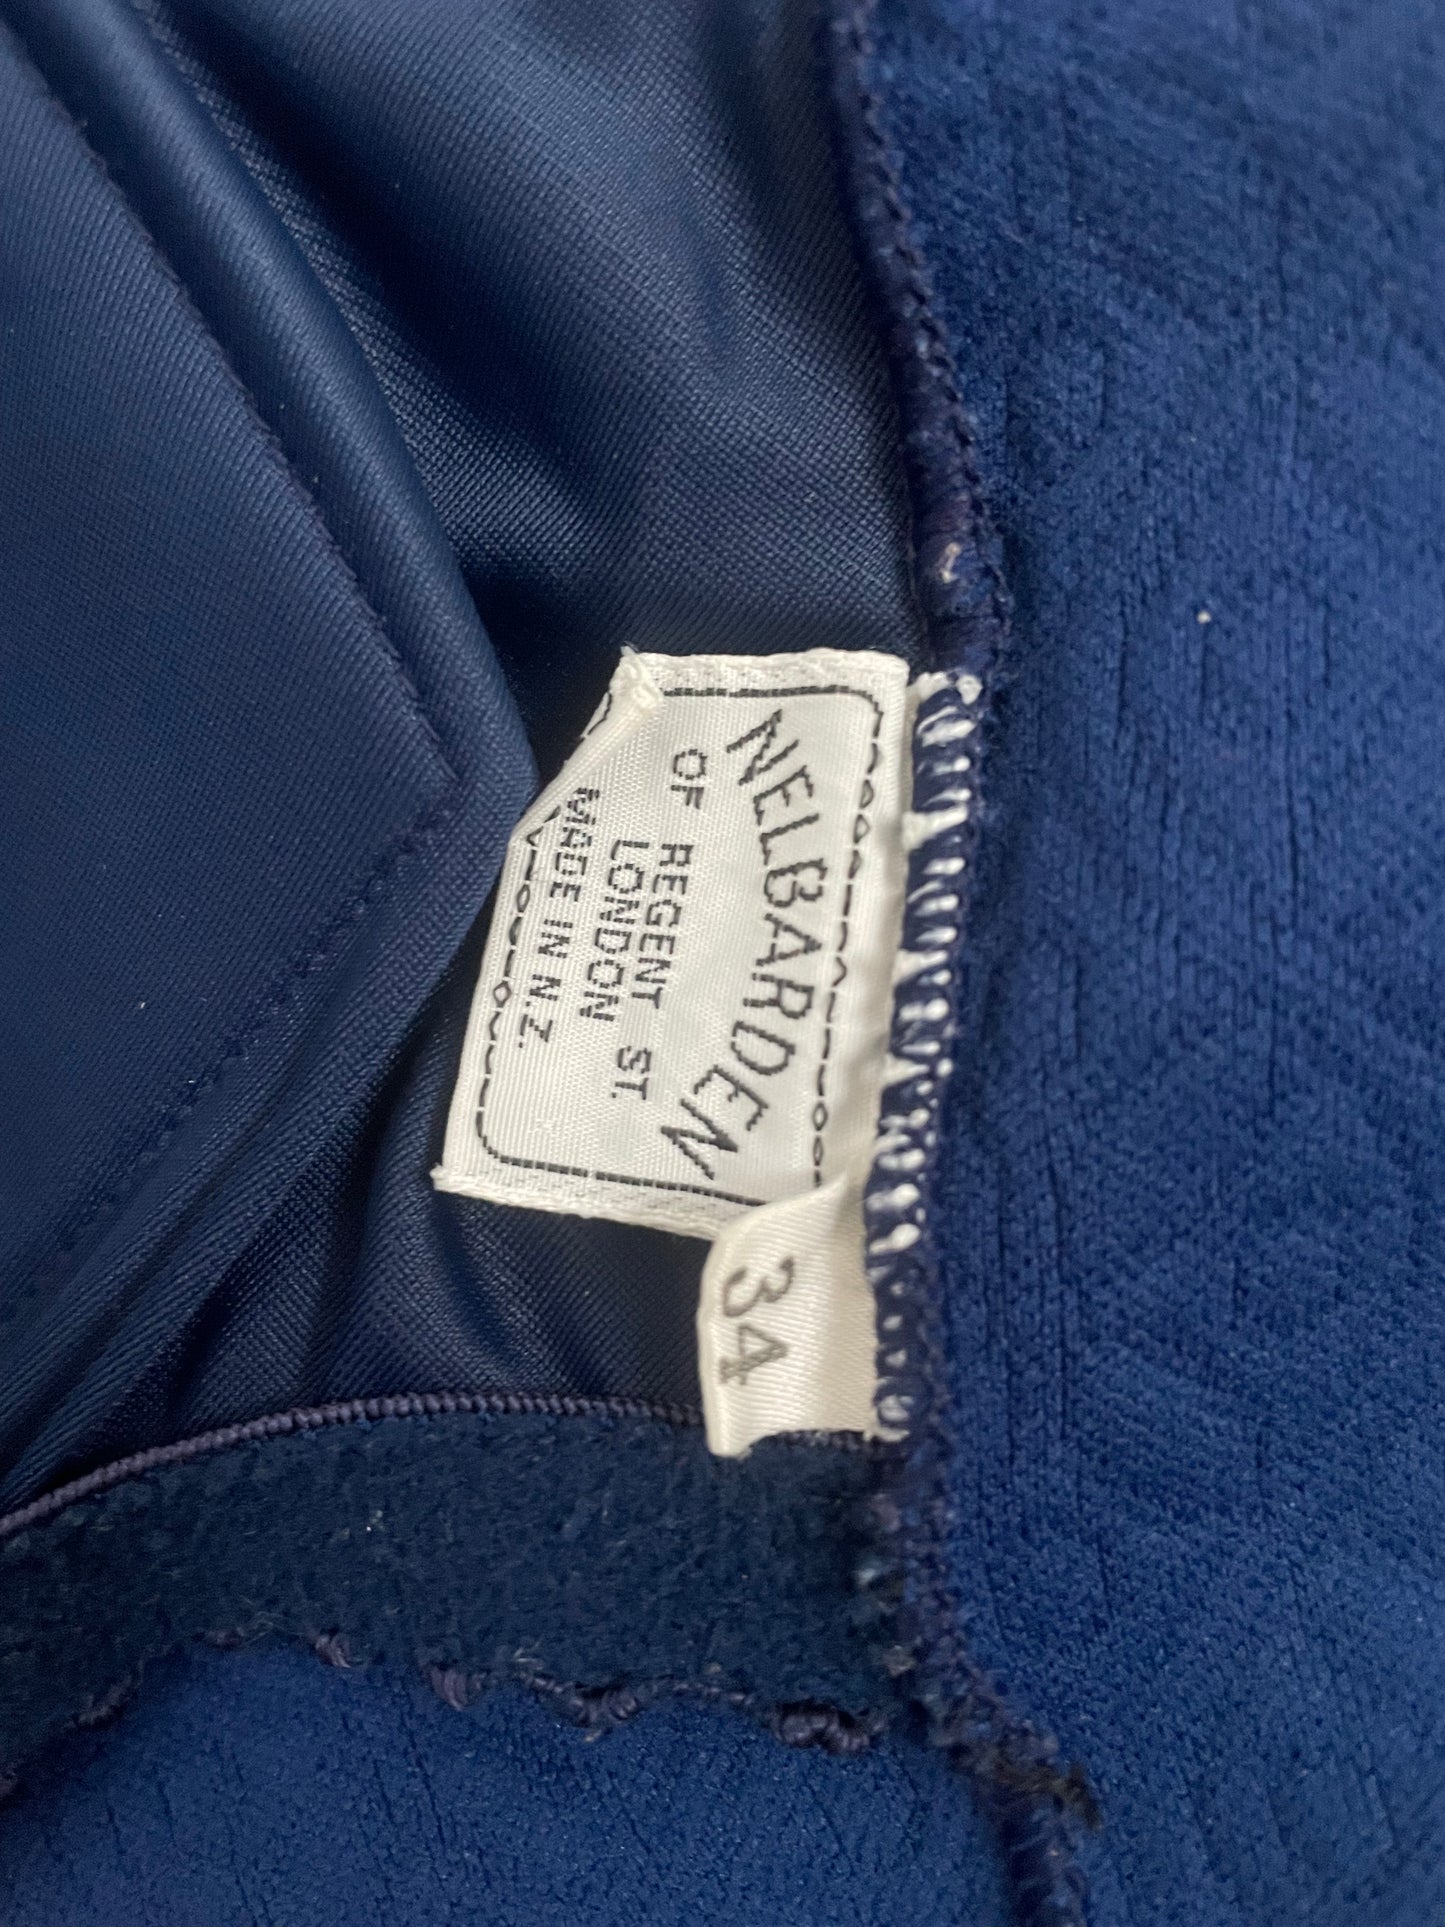 NELBARDEN
OF REGENT ST.
LONDON
MADE IN N.Z.
34